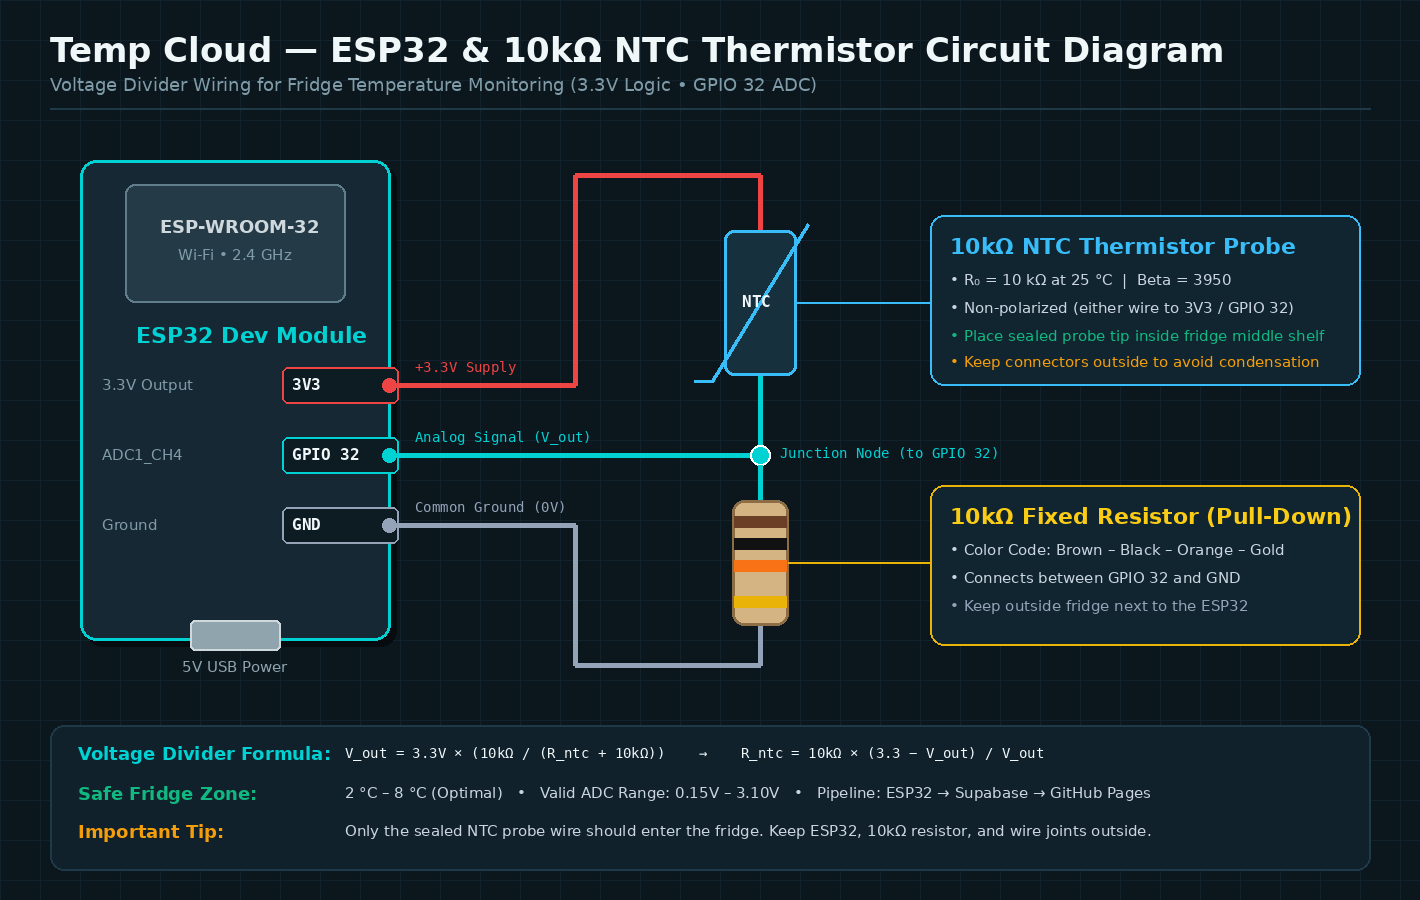 Temp Cloud — ESP32 & 10kΩ NTC Thermistor Circuit Diagram
Voltage Divider Wiring for Fridge Temperature Monitoring (3.3V Logic • GPIO 32 ADC)
ESP-WROOM-32
Wi-Fi • 2.4 GHz
ESP32 Dev Module
3.3V Output
3V3
+3.3V Supply
ADC1_CH4
GPIO 32
Analog Signal (V_out)
Ground
GND
Common Ground (0V)
5V USB Power
NTC
Junction Node (to GPIO 32)
10kΩ NTC Thermistor Probe
• R₀ = 10 kΩ at 25 °C | Beta = 3950
• Non-polarized (either wire to 3V3 / GPIO 32)
• Place sealed probe tip inside fridge middle shelf
• Keep connectors outside to avoid condensation
10kΩ Fixed Resistor (Pull-Down)
• Color Code: Brown – Black – Orange – Gold
• Connects between GPIO 32 and GND
• Keep outside fridge next to the ESP32
Voltage Divider Formula: V_out = 3.3V × (10kΩ / (R_ntc + 10kΩ)) → R_ntc = 10kΩ × (3.3 − V_out) / V_out
Safe Fridge Zone: 2 °C – 8 °C (Optimal) • Valid ADC Range: 0.15V – 3.10V • Pipeline: ESP32 → Supabase → GitHub Pages
Important Tip: Only the sealed NTC probe wire should enter the fridge. Keep ESP32, 10kΩ resistor, and wire joints outside.